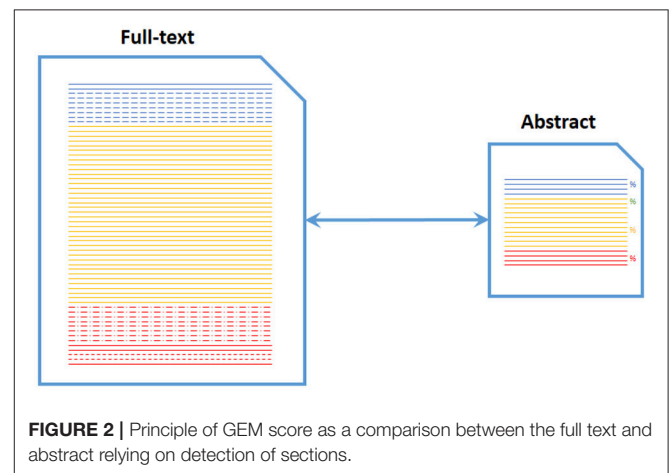 Full-text
Abstract
%
%
%
%
FIGURE 2 | Principle of GEM score as a comparison between the full text and
abstract relying on detection of sections.